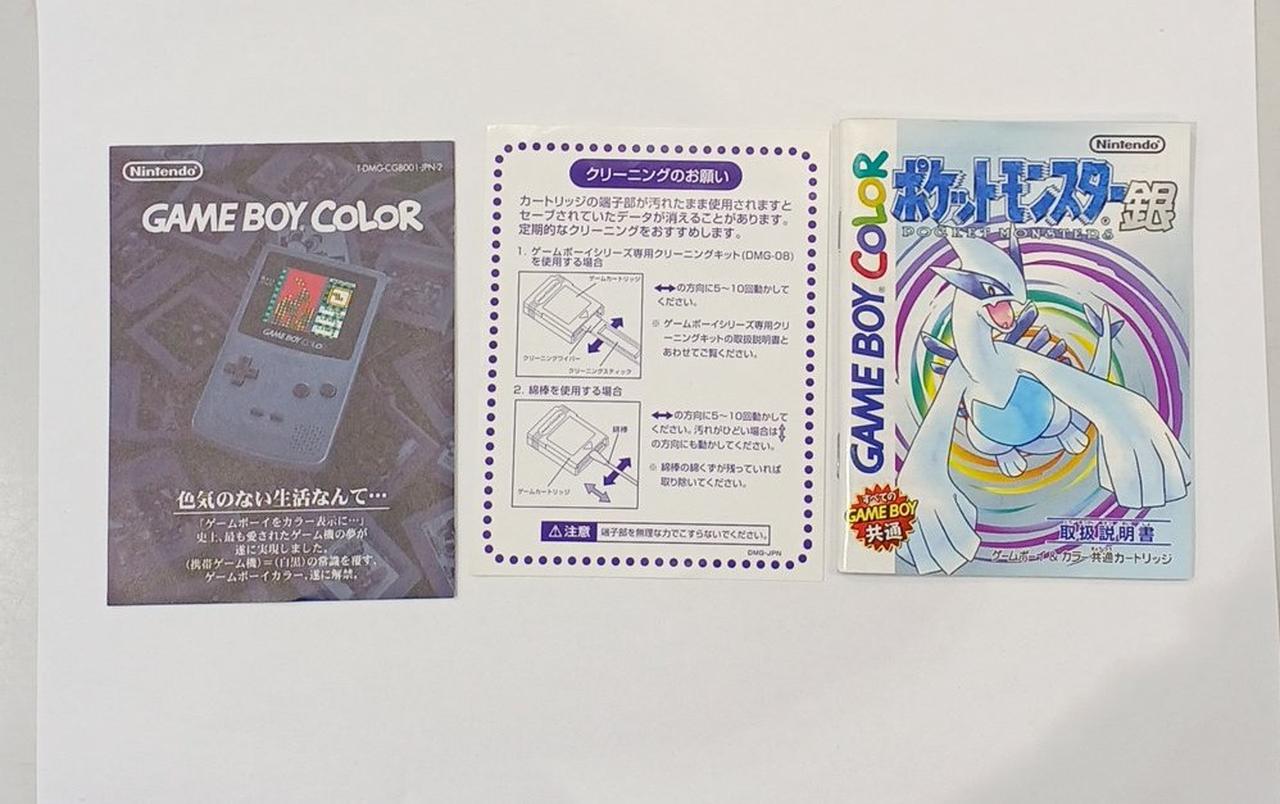 Nintendo
T-DMG-CGB001-JPN-2
GAME BOY COLOR
GAME BOY COLOR
色気のない生活なんて…
「ゲームボーイをカラー表示に…」
史上、最も愛されたゲーム機の夢が
遂に実現しました。
(携帯ゲーム機)=(白黒)の常識を覆す、
ゲームボーイカラー、遂に解禁。
クリーニングのお願い
カートリッジの端子部が汚れたまま使用されますと
セーブされていたデータが消えることがあります。
定期的なクリーニングをおすすめします。
1. ゲームボーイシリーズ専用クリーニングキット(DMG-08)
を使用する場合
ゲームカートリッジ
クリーニングワイパー
クリーニングスティック
⟷の方向に5〜10回動かして
ください。
※ ゲームボーイシリーズ専用クリ
ーニングキットの取扱説明書と
あわせてご覧ください。
2. 綿棒を使用する場合
綿棒
ゲームカートリッジ
⟷の方向に5〜10回動かして
ください。汚れがひどい場合は⇕
の方向にも動かしてください。
※ 綿棒の綿くずが残っていれば
取り除いてください。
⚠注意 端子部を無理な力でこすらないでください。
DMG-JPN
Nintendo
GAME BOY COLOR
ポケットモンスター銀
POCKET MONSTERS
すべての
GAME BOY
共通
取扱説明書
ゲームボーイ&カラー共通カートリッジ